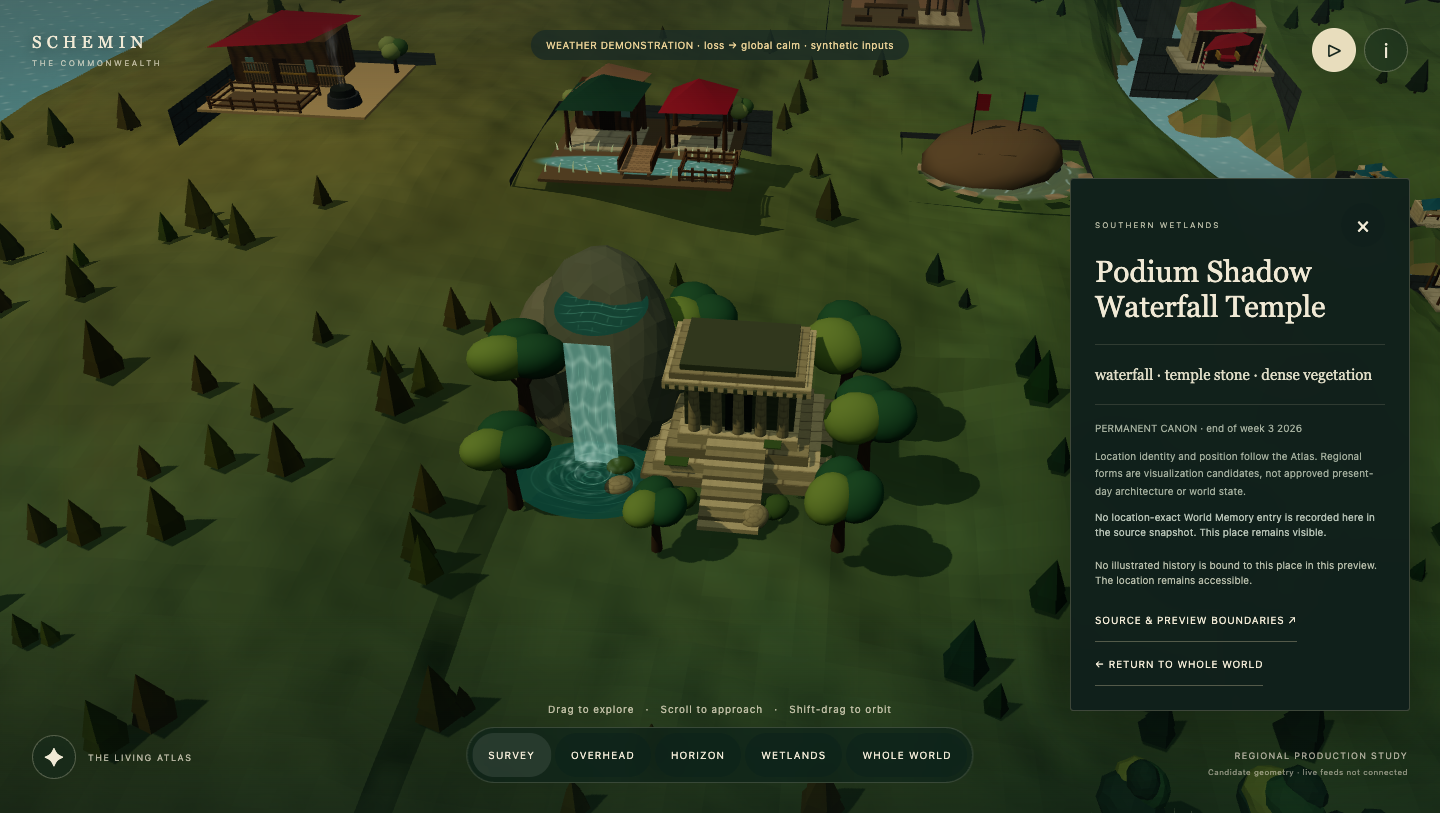 SCHEMIN
THE COMMONWEALTH
WEATHER DEMONSTRATION · loss → global calm · synthetic inputs
i
SOUTHERN WETLANDS
×
Podium Shadow
Waterfall Temple
waterfall · temple stone · dense vegetation
PERMANENT CANON · end of week 3 2026
Location identity and position follow the Atlas. Regional
forms are visualization candidates, not approved present-
day architecture or world state.
No location-exact World Memory entry is recorded here in
the source snapshot. This place remains visible.
No illustrated history is bound to this place in this preview.
The location remains accessible.
SOURCE & PREVIEW BOUNDARIES ↗
← RETURN TO WHOLE WORLD
Drag to explore · Scroll to approach · Shift-drag to orbit
SURVEY OVERHEAD HORIZON WETLANDS WHOLE WORLD
THE LIVING ATLAS
REGIONAL PRODUCTION STUDY
Candidate geometry · live feeds not connected